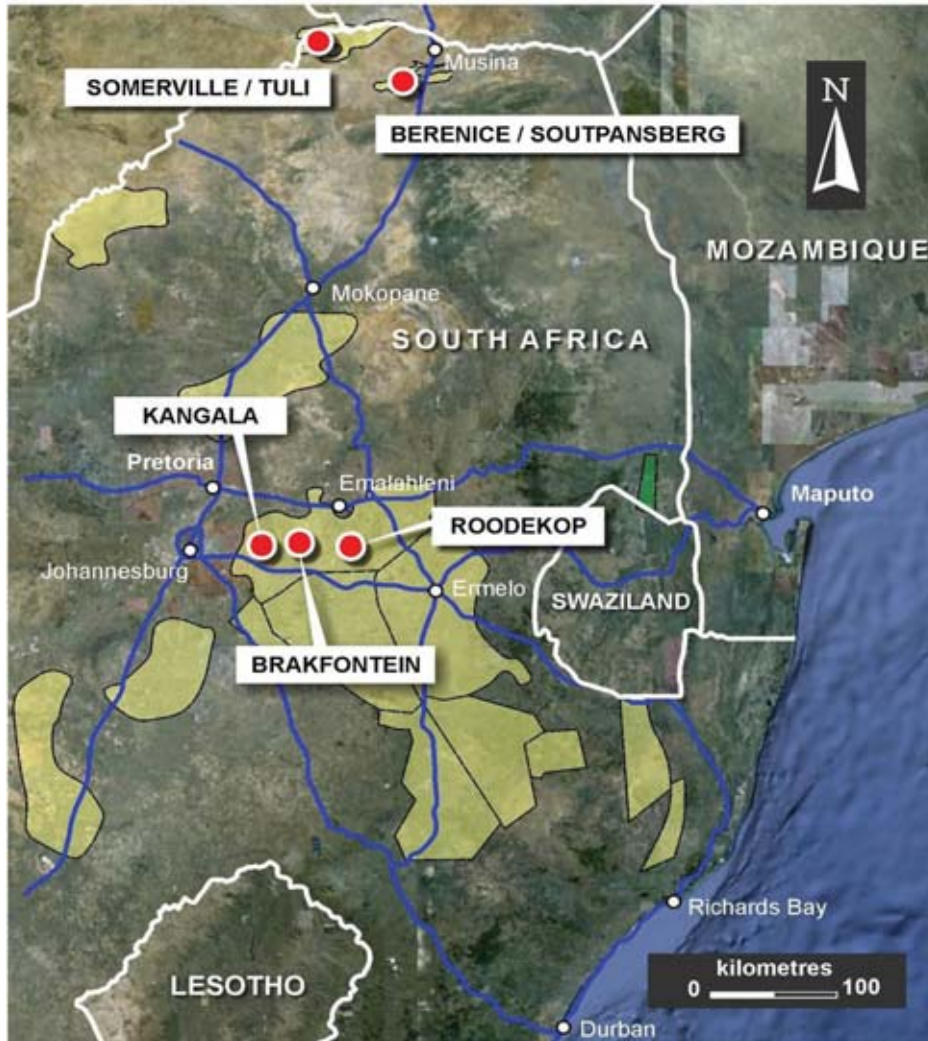 Musina
SOMERVILLE / TULI
BERENICE / SOUTPANSBERG
N
MOZAMBIQUE
Mokopane
SOUTH AFRICA
KANGALA
Pretoria
Emalahleni
Maputo
ROODEKOP
Johannesburg
Ermelo
SWAZILAND
BRAKFONTEIN
Richards Bay
kilometres
0 100
LESOTHO
Durban